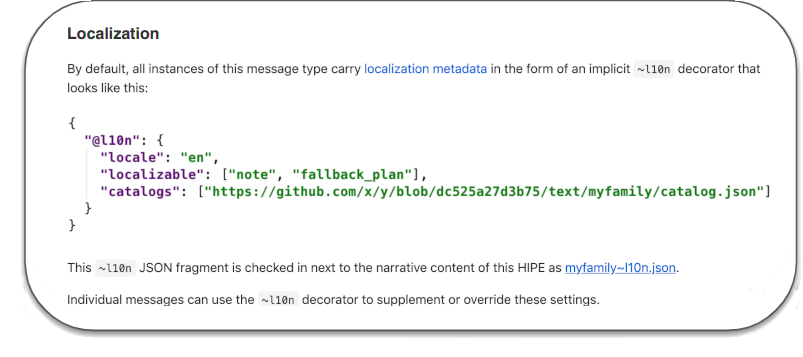 Localization
By default, all instances of this message type carry localization metadata in the form of an implicit ~l10n decorator that
looks like this:
{
  "@l10n": {
    "locale": "en",
    "localizable": ["note", "fallback_plan"],
    "catalogs": ["https://github.com/x/y/blob/dc525a27d3b75/text/myfamily/catalog.json"]
  }
}
This ~l10n JSON fragment is checked in next to the narrative content of this HIPE as myfamily~l10n.json.
Individual messages can use the ~l10n decorator to supplement or override these settings.